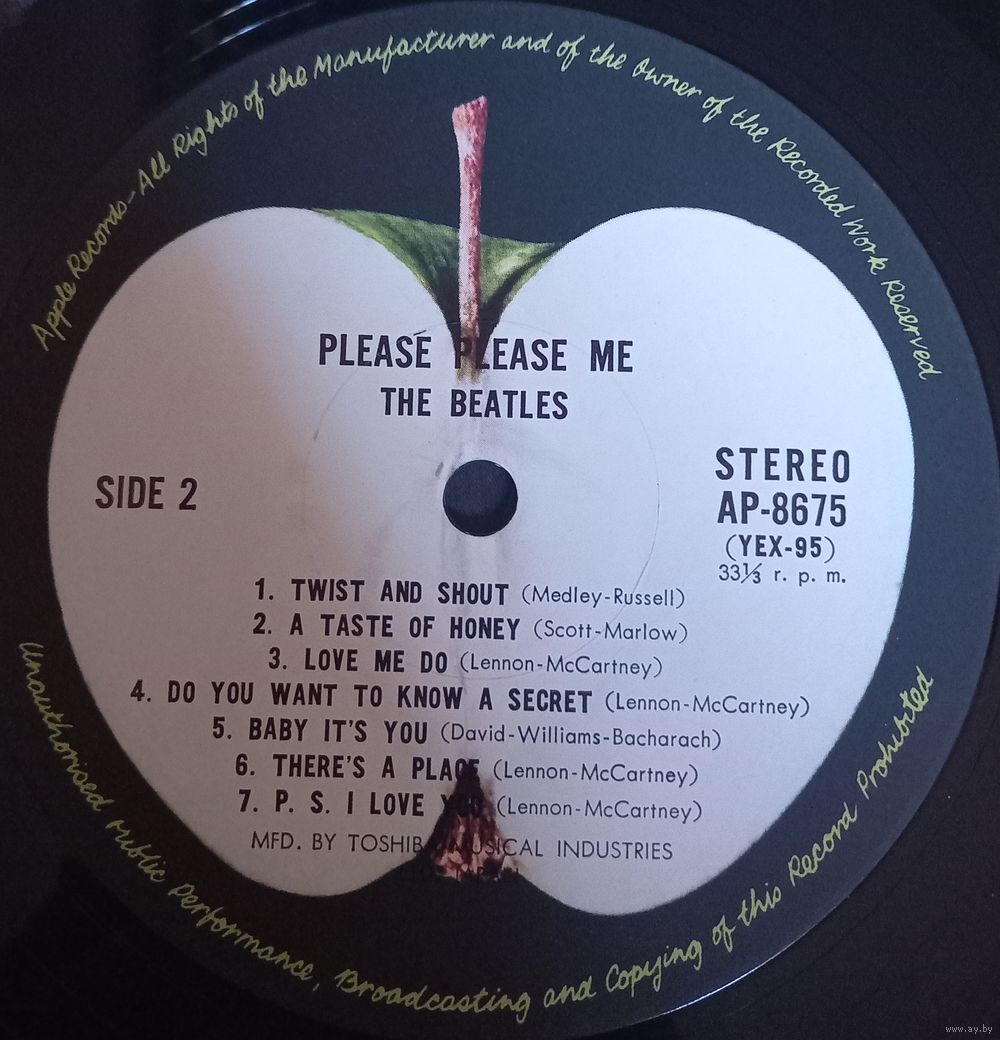 Apple Records-All Rights of the Manufacturer and of the Owner of the Recorded Work Reserved
PLEASE PLEASE ME
THE BEATLES
SIDE 2
STEREO
AP-8675
(YEX-95)
33⅓ r. p. m.
1. TWIST AND SHOUT (Medley-Russell)
2. A TASTE OF HONEY (Scott-Marlow)
3. LOVE ME DO (Lennon-McCartney)
4. DO YOU WANT TO KNOW A SECRET (Lennon-McCartney)
5. BABY IT'S YOU (David-Williams-Bacharach)
6. THERE'S A PLACE (Lennon-McCartney)
7. P. S. I LOVE YOU (Lennon-McCartney)
MFD. BY TOSHIBA MUSICAL INDUSTRIES
Unauthorised Public Performance, Broadcasting and Copying of this Record Prohibited
www.ay.by